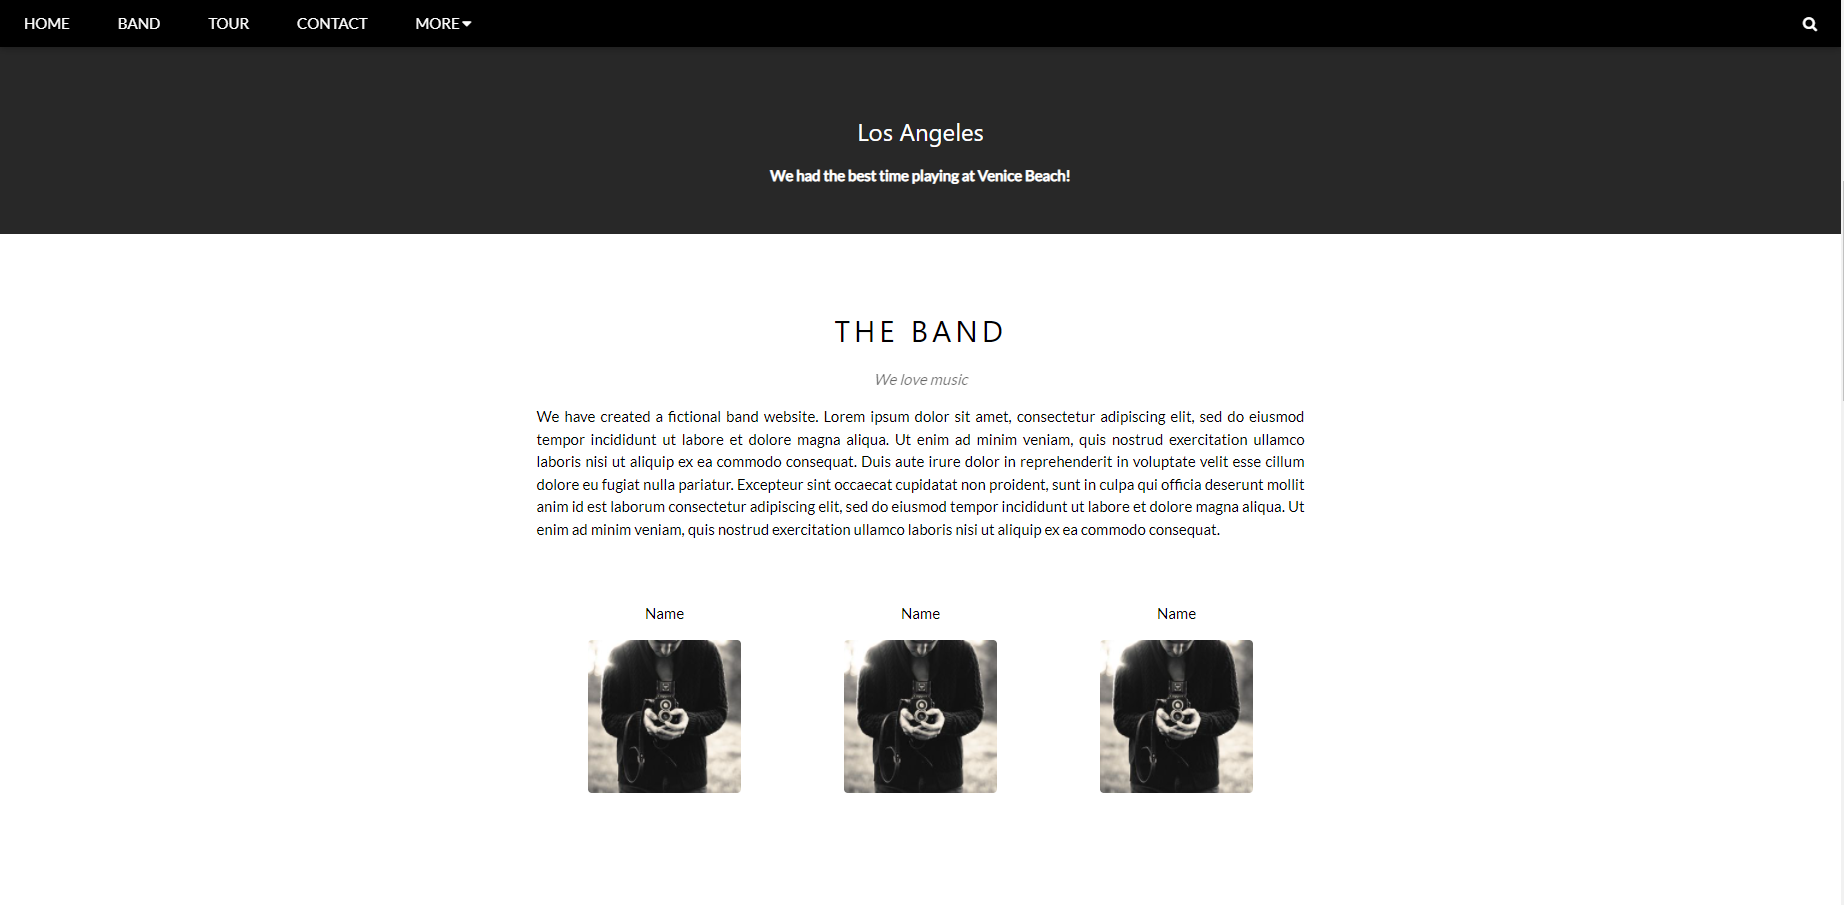 HOME BAND TOUR CONTACT MORE
Los Angeles
We had the best time playing at Venice Beach!
THE BAND
We love music
We have created a fictional band website. Lorem ipsum dolor sit amet, consectetur adipiscing elit, sed do eiusmod
tempor incididunt ut labore et dolore magna aliqua. Ut enim ad minim veniam, quis nostrud exercitation ullamco
laboris nisi ut aliquip ex ea commodo consequat. Duis aute irure dolor in reprehenderit in voluptate velit esse cillum
dolore eu fugiat nulla pariatur. Excepteur sint occaecat cupidatat non proident, sunt in culpa qui officia deserunt mollit
anim id est laborum consectetur adipiscing elit, sed do eiusmod tempor incididunt ut labore et dolore magna aliqua. Ut
enim ad minim veniam, quis nostrud exercitation ullamco laboris nisi ut aliquip ex ea commodo consequat.
Name Name Name